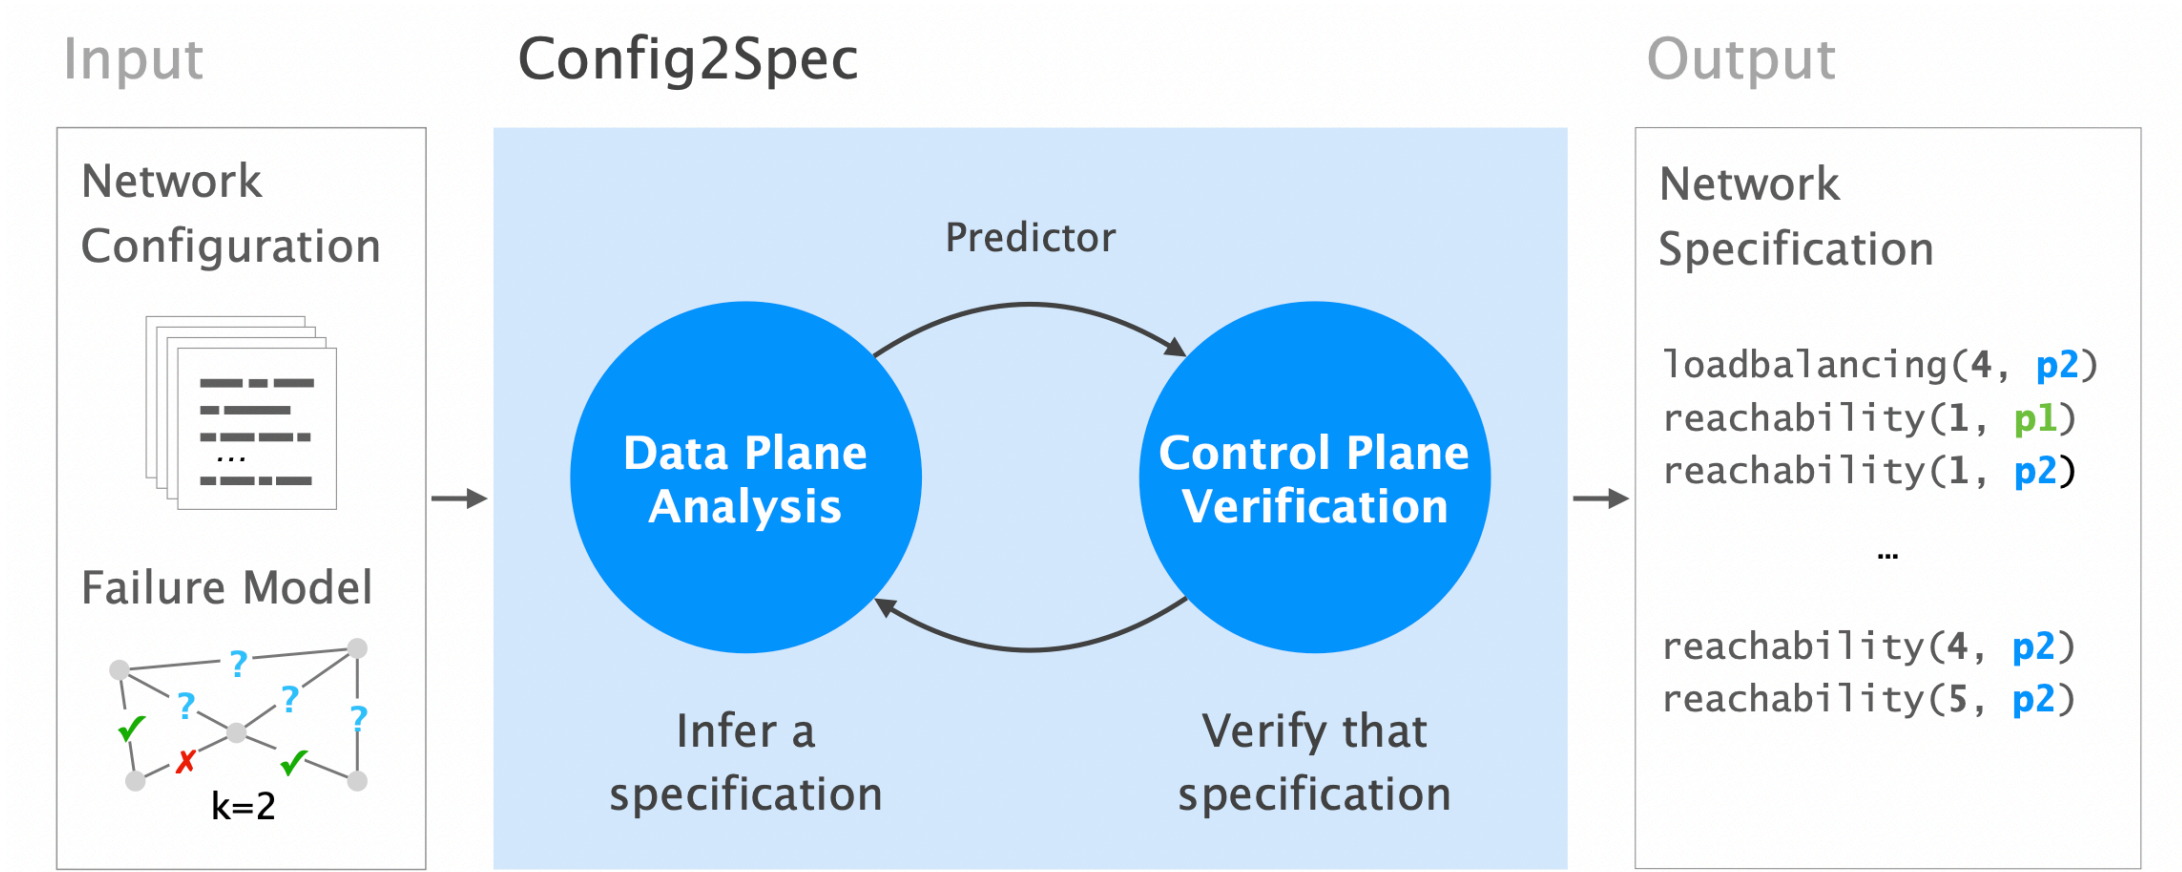 Input
Config2Spec
Output
Network
Configuration
...
Failure Model
?
?
?
?
✓
✗
✓
k=2
Predictor
Data Plane
Analysis
Control Plane
Verification
Infer a
specification
Verify that
specification
Network
Specification
loadbalancing(4, p2)
reachability(1, p1)
reachability(1, p2)
...
reachability(4, p2)
reachability(5, p2)